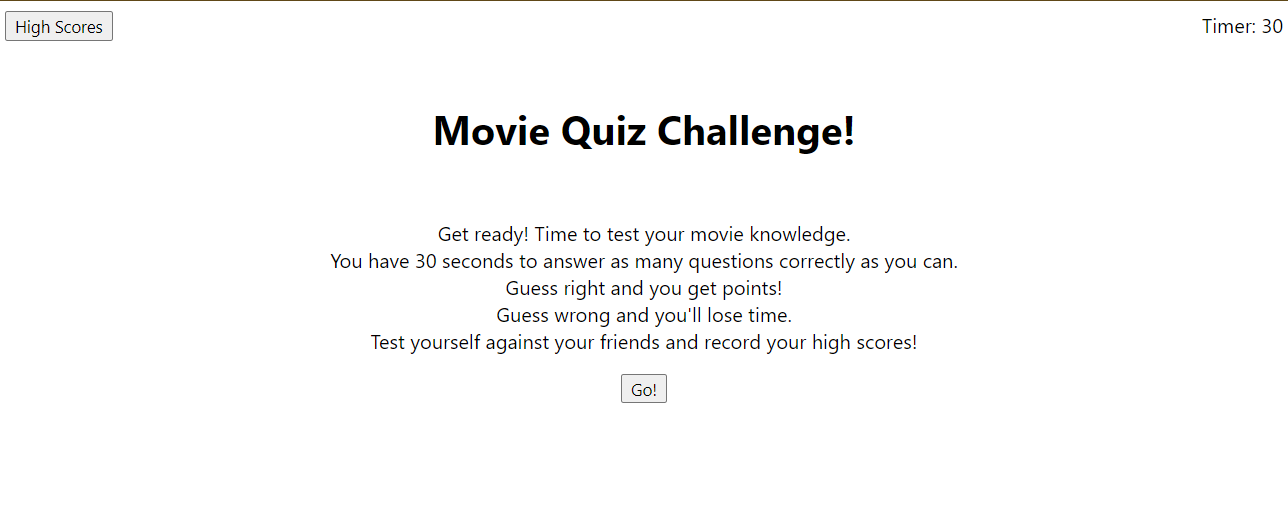 High Scores
Timer: 30
Movie Quiz Challenge!
Get ready! Time to test your movie knowledge.
You have 30 seconds to answer as many questions correctly as you can.
Guess right and you get points!
Guess wrong and you'll lose time.
Test yourself against your friends and record your high scores!
Go!